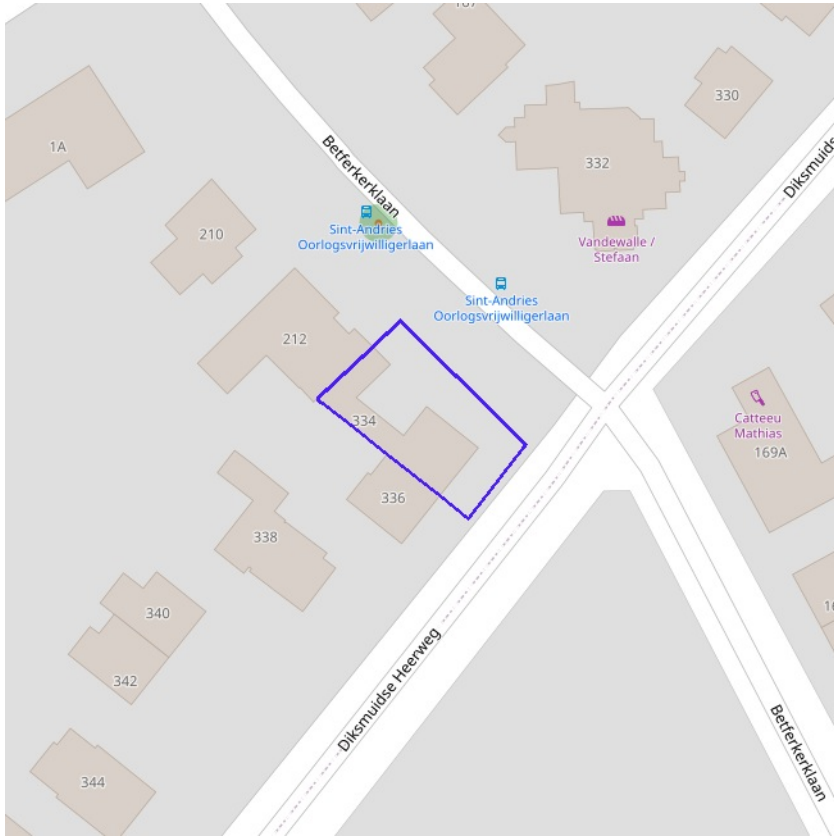 187
330
1A
332
Betferkerklaan
Diksmuidse
210
Sint-Andries
Oorlogsvrijwilligerlaan
Vandewalle /
Stefaan
Sint-Andries
Oorlogsvrijwilligerlaan
212
334
Catteeu
Mathias
169A
336
338
340
342
Diksmuidse Heerweg
Betferkerklaan
344